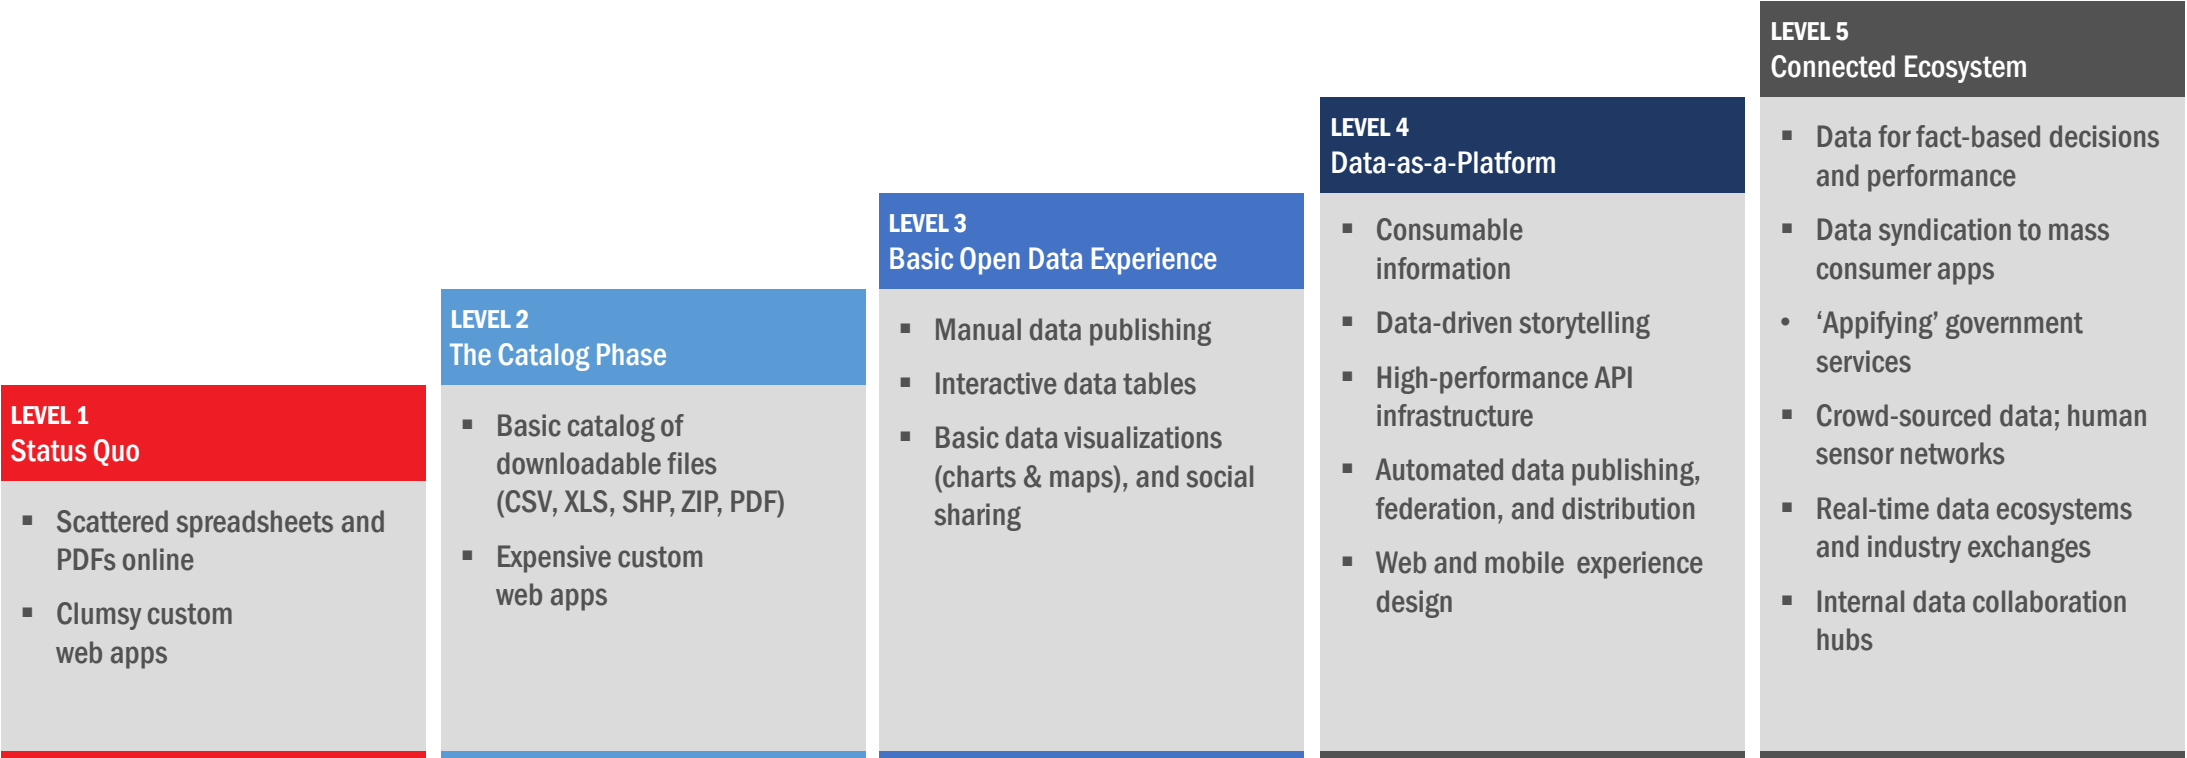 LEVEL 1
Status Quo
▪ Scattered spreadsheets and
PDFs online
▪ Clumsy custom
web apps
LEVEL 2
The Catalog Phase
▪ Basic catalog of
downloadable files
(CSV, XLS, SHP, ZIP, PDF)
▪ Expensive custom
web apps
LEVEL 3
Basic Open Data Experience
▪ Manual data publishing
▪ Interactive data tables
▪ Basic data visualizations
(charts & maps), and social
sharing
LEVEL 4
Data-as-a-Platform
▪ Consumable
information
▪ Data-driven storytelling
▪ High-performance API
infrastructure
▪ Automated data publishing,
federation, and distribution
▪ Web and mobile experience
design
LEVEL 5
Connected Ecosystem
▪ Data for fact-based decisions
and performance
▪ Data syndication to mass
consumer apps
• ‘Appifying’ government
services
▪ Crowd-sourced data; human
sensor networks
▪ Real-time data ecosystems
and industry exchanges
▪ Internal data collaboration
hubs